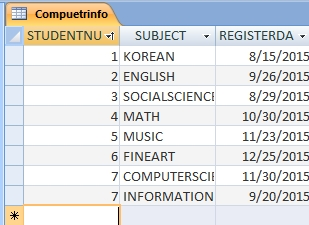 Compuetrinfo
STUDENTNU SUBJECT REGISTERDA
1 KOREAN 8/15/2015
2 ENGLISH 9/26/2015
3 SOCIALSCIENCE 8/29/2015
4 MATH 10/30/2015
5 MUSIC 11/23/2015
6 FINEART 12/25/2015
7 COMPUTERSCIE 11/30/2015
7 INFORMATION 9/20/2015